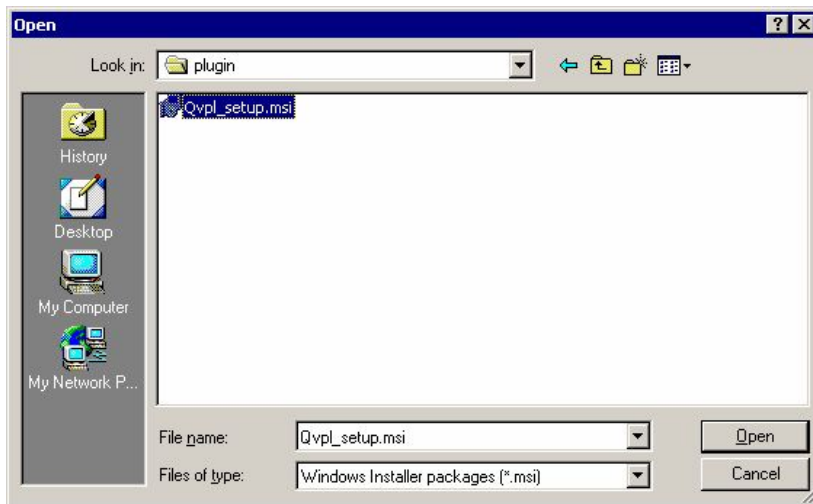 Open
Look in:
plugin
Qvpl_setup.msi
History
Desktop
My Computer
My Network P...
File name:
Qvpl_setup.msi
Open
Files of type:
Windows Installer packages (*.msi)
Cancel